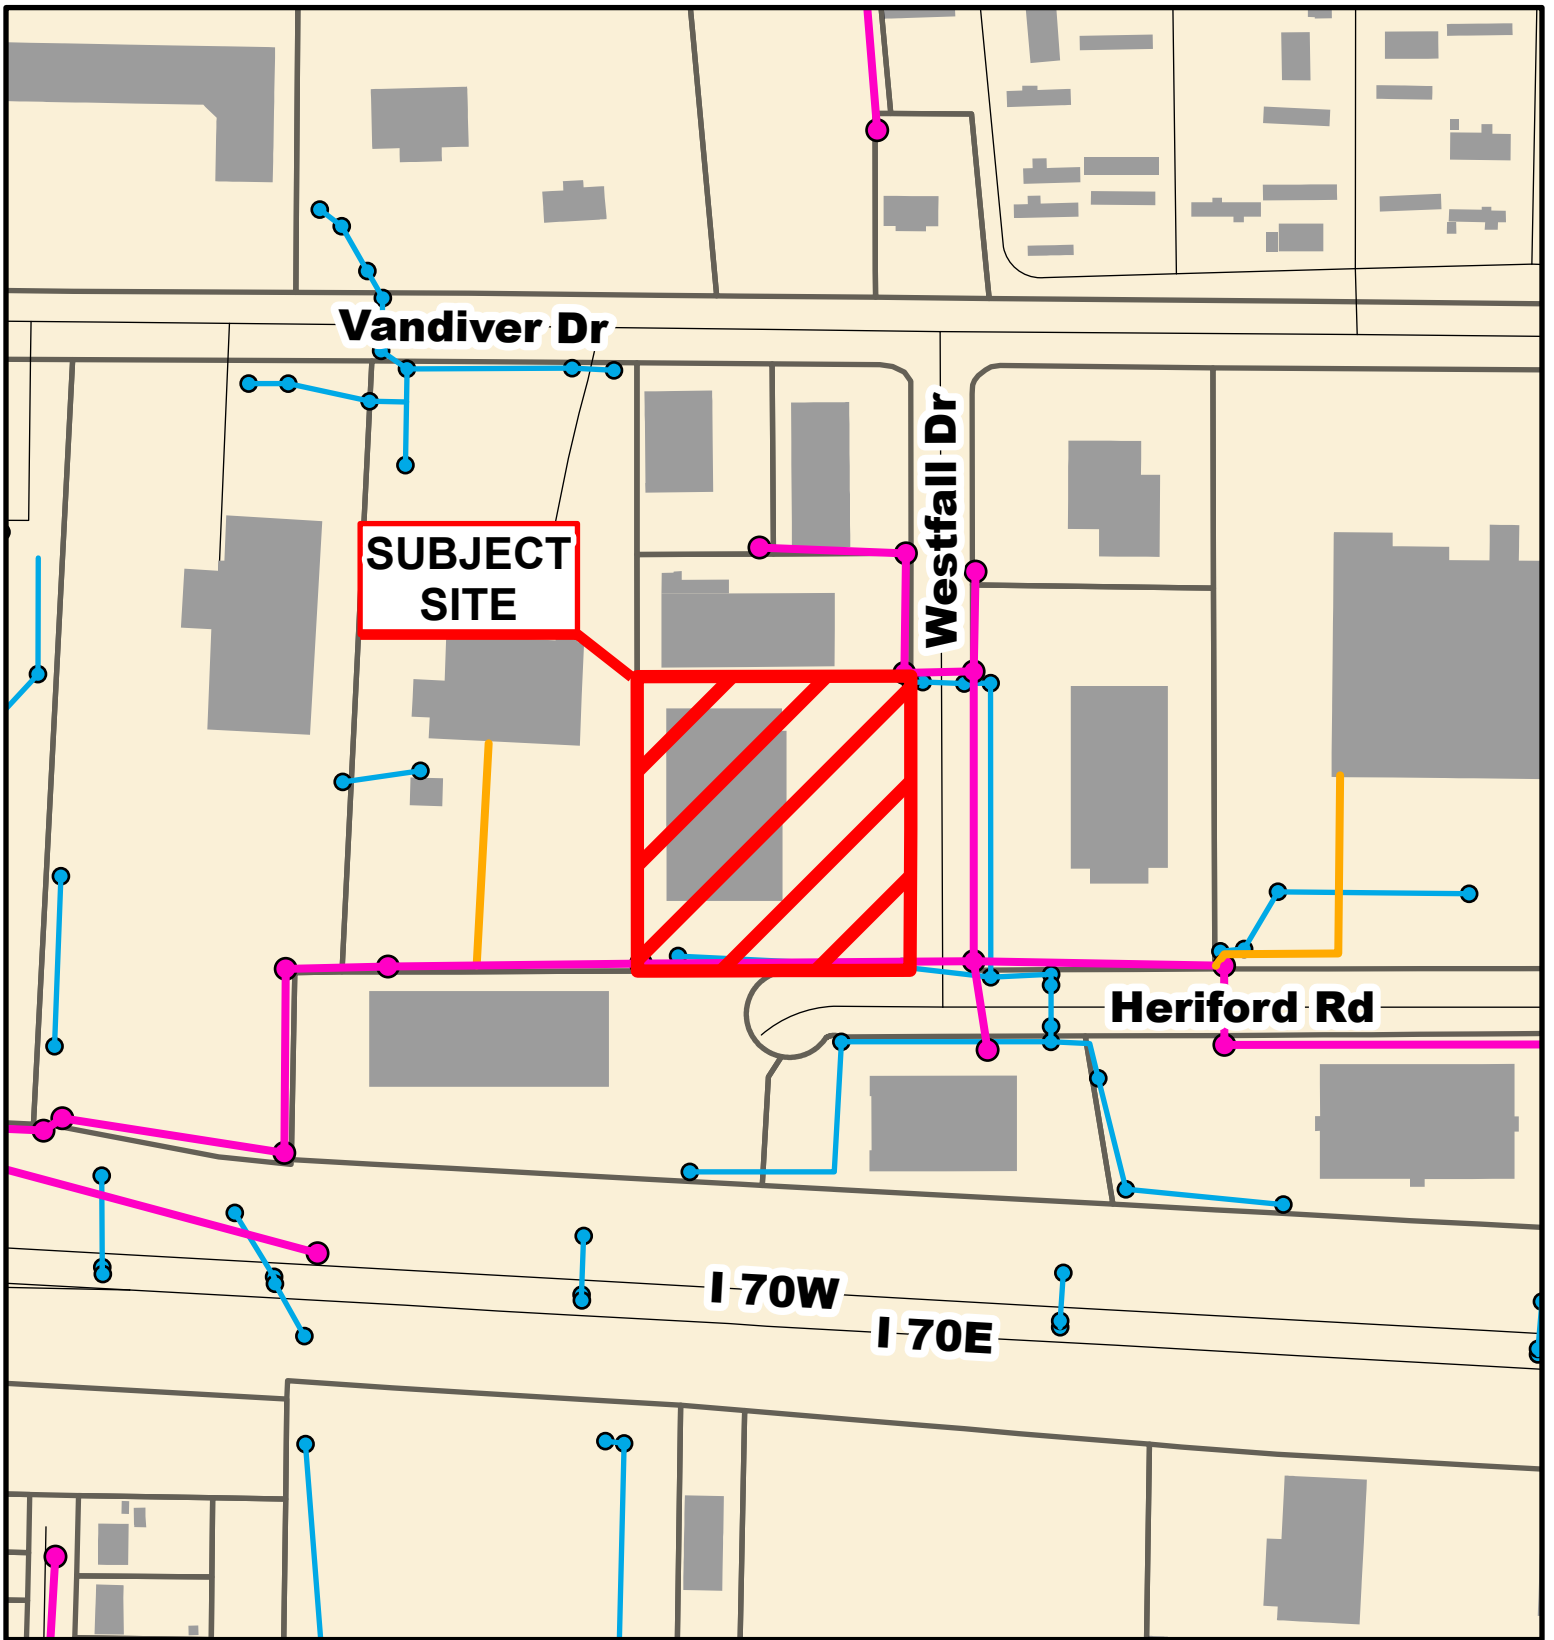 Vandiver Dr
Westfall Dr
SUBJECT
SITE
Heriford Rd
I 70W
I 70E